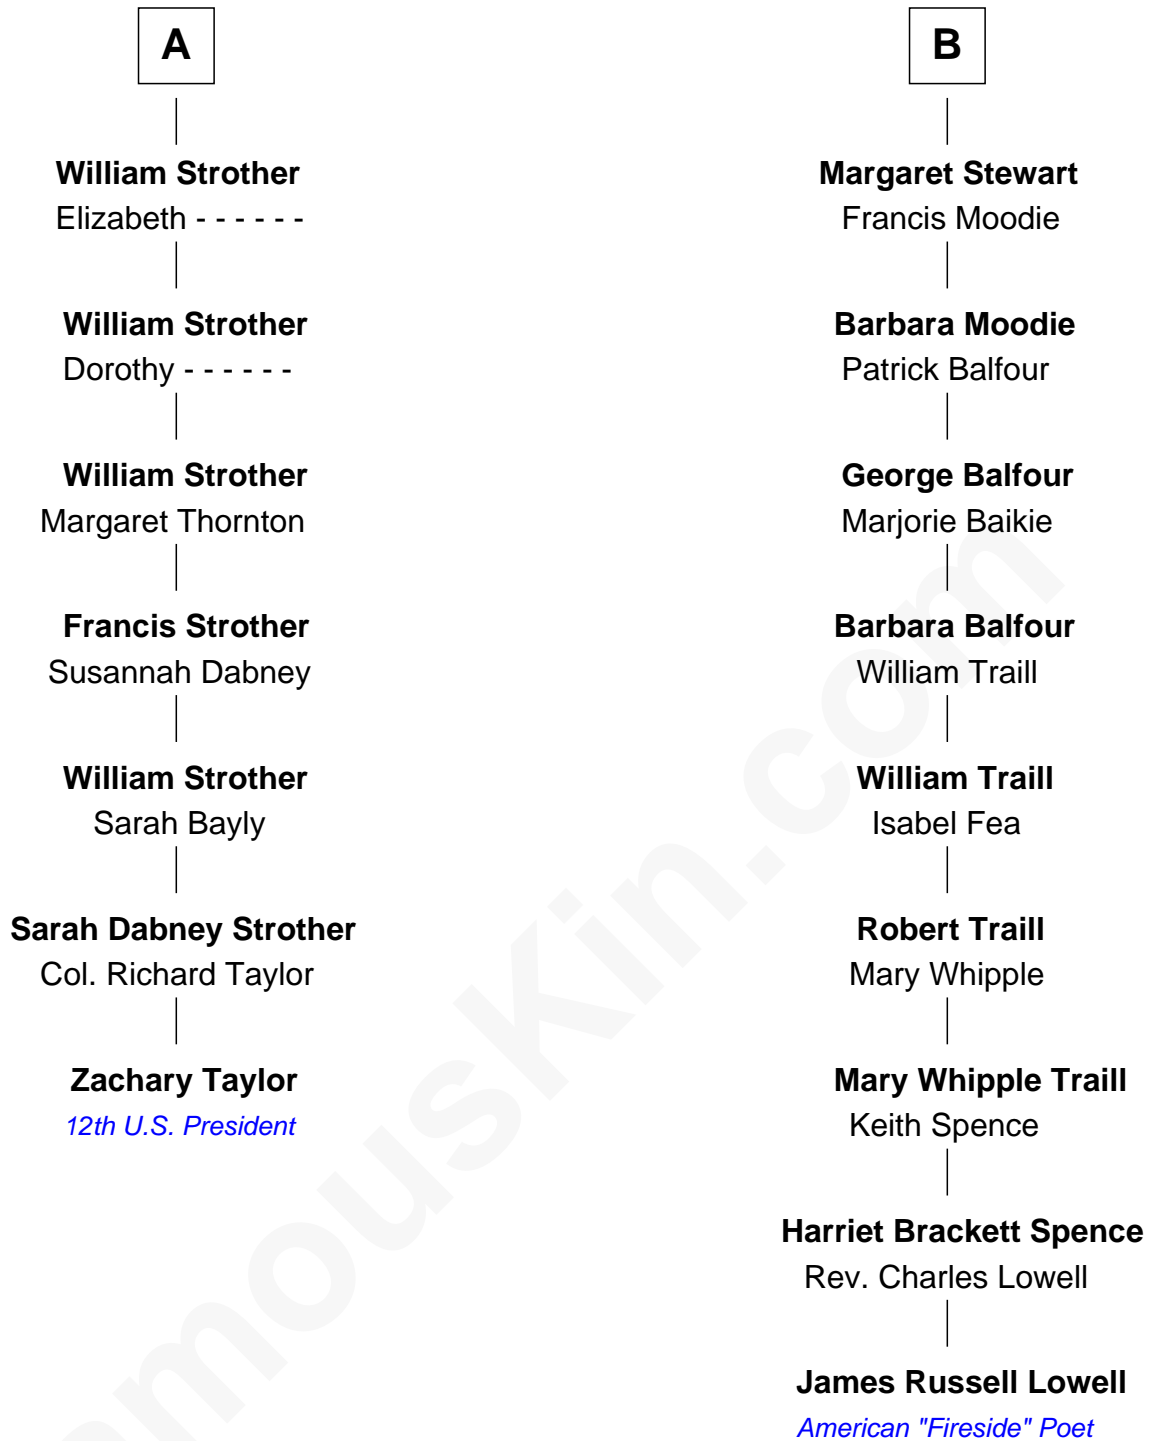 A
William Strother
Elizabeth - - - - - -
William Strother
Dorothy - - - - - -
William Strother
Margaret Thornton
Francis Strother
Susannah Dabney
William Strother
Sarah Bayly
Sarah Dabney Strother
Col. Richard Taylor
Zachary Taylor
12th U.S. President
B
Margaret Stewart
Francis Moodie
Barbara Moodie
Patrick Balfour
George Balfour
Marjorie Baikie
Barbara Balfour
William Traill
William Traill
Isabel Fea
Robert Traill
Mary Whipple
Mary Whipple Traill
Keith Spence
Harriet Brackett Spence
Rev. Charles Lowell
James Russell Lowell
American "Fireside" Poet
amouskin.com